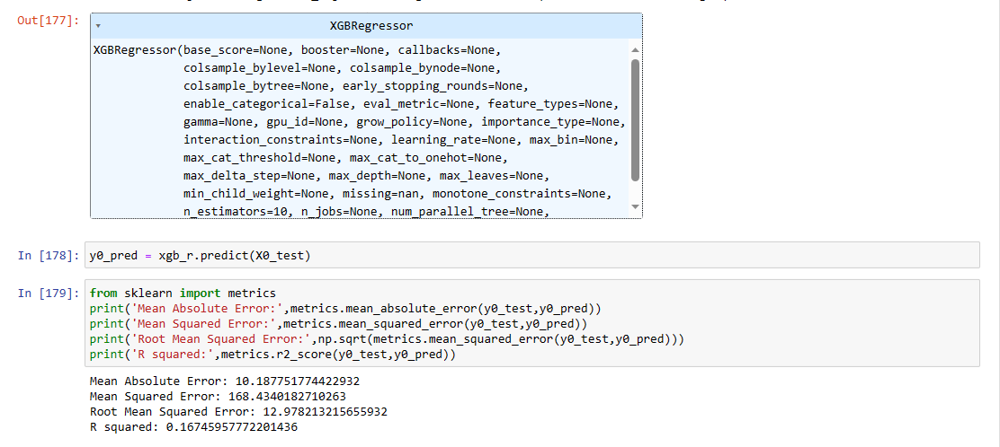 Out[177]:
XGBRegressor
XGBRegressor(base_score=None, booster=None, callbacks=None,
colsample_bylevel=None, colsample_bynode=None,
colsample_bytree=None, early_stopping_rounds=None,
enable_categorical=False, eval_metric=None, feature_types=None,
gamma=None, gpu_id=None, grow_policy=None, importance_type=None,
interaction_constraints=None, learning_rate=None, max_bin=None,
max_cat_threshold=None, max_cat_to_onehot=None,
max_delta_step=None, max_depth=None, max_leaves=None,
min_child_weight=None, missing=nan, monotone_constraints=None,
n_estimators=10, n_jobs=None, num_parallel_tree=None,
In [178]: y0_pred = xgb_r.predict(X0_test)
In [179]: from sklearn import metrics
print('Mean Absolute Error:',metrics.mean_absolute_error(y0_test,y0_pred))
print('Mean Squared Error:',metrics.mean_squared_error(y0_test,y0_pred))
print('Root Mean Squared Error:',np.sqrt(metrics.mean_squared_error(y0_test,y0_pred)))
print('R squared:',metrics.r2_score(y0_test,y0_pred))
Mean Absolute Error: 10.187751774422932
Mean Squared Error: 168.4340182710263
Root Mean Squared Error: 12.978213215655932
R squared: 0.16745957772201436